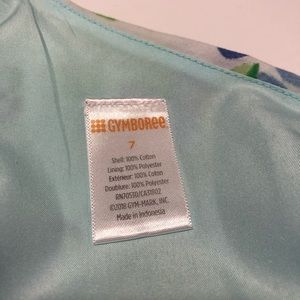 GYMBOREE
7
Shell: 100% Cotton
Lining: 100% Polyester
Extérieur: 100% Coton
Doublure: 100% Polyester
RN70530/CA31802
©2018 GYM-MARK, INC.
Made in Indonesia